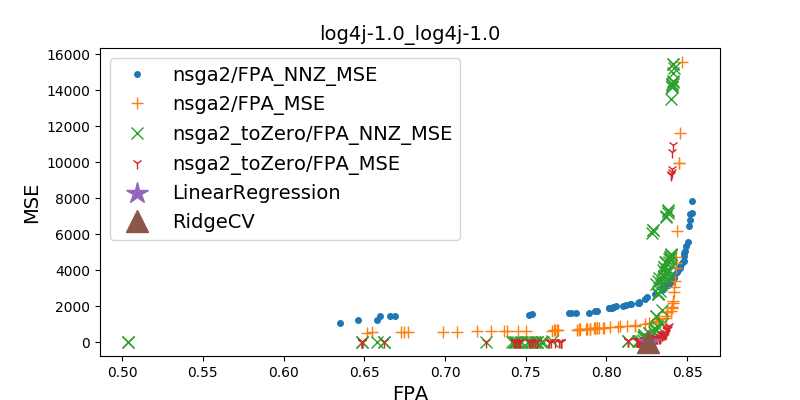 log4j-1.0_log4j-1.0
MSE
16000
14000
12000
10000
8000
6000
4000
2000
0
nsga2/FPA_NNZ_MSE
nsga2/FPA_MSE
nsga2_toZero/FPA_NNZ_MSE
nsga2_toZero/FPA_MSE
LinearRegression
RidgeCV
0.50 0.55 0.60 0.65 0.70 0.75 0.80 0.85
FPA